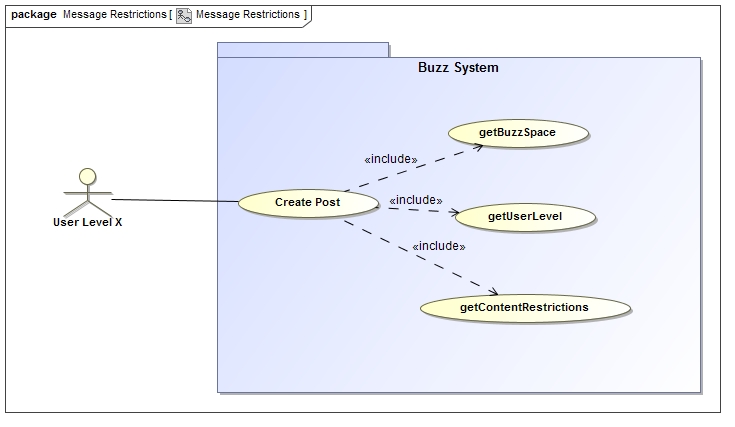 package Message Restrictions [ Message Restrictions ]
Buzz System
getBuzzSpace
«include»
Create Post
«include»
getUserLevel
User Level X
«include»
getContentRestrictions